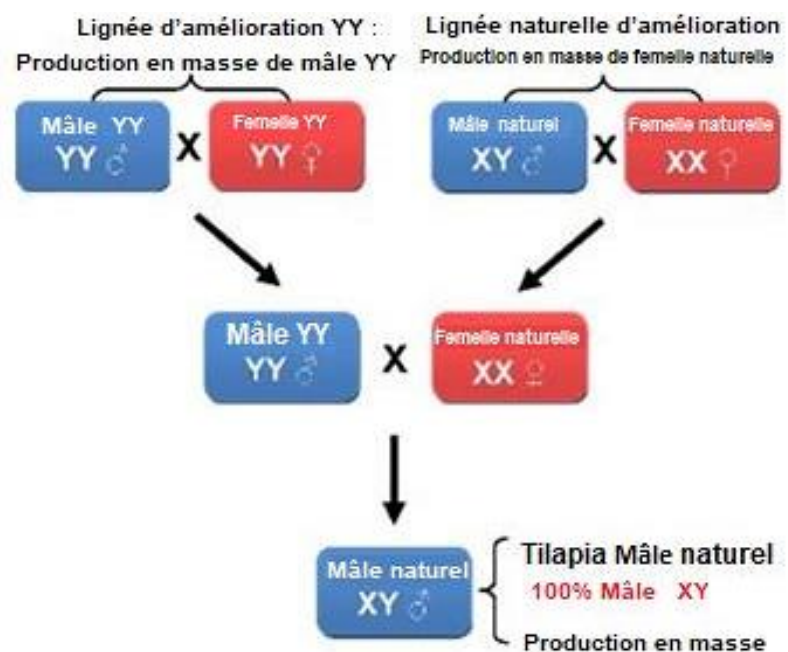 Lignée d'amélioration YY :
Production en masse de mâle YY
Mâle YY
YY ♂
X
Femelle YY
YY ♀
Lignée naturelle d'amélioration
Production en masse de femelle naturelle
Mâle naturel
XY ♂
X
Femelle naturelle
XX ♀
Mâle YY
YY ♂
X
Femelle naturelle
XX ♀
Mâle naturel
XY ♂
Tilapia Mâle naturel
100% Mâle XY
Production en masse